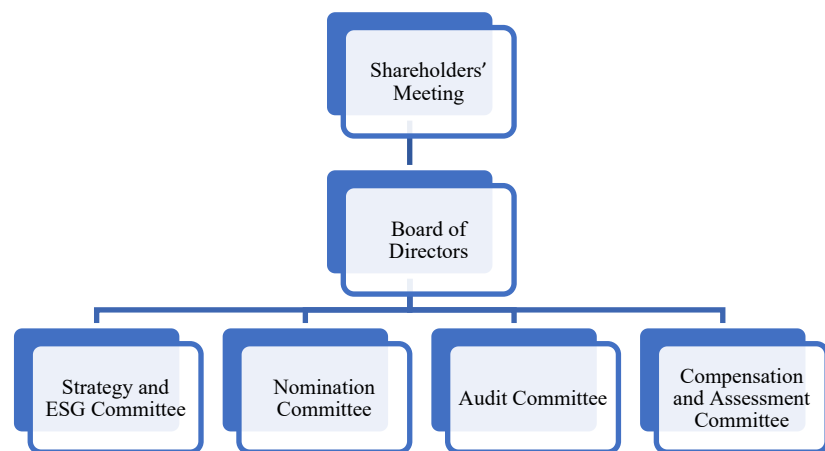 Shareholders’
Meeting
Board of
Directors
Strategy and
ESG Committee
Nomination
Committee
Audit Committee
Compensation
and Assessment
Committee